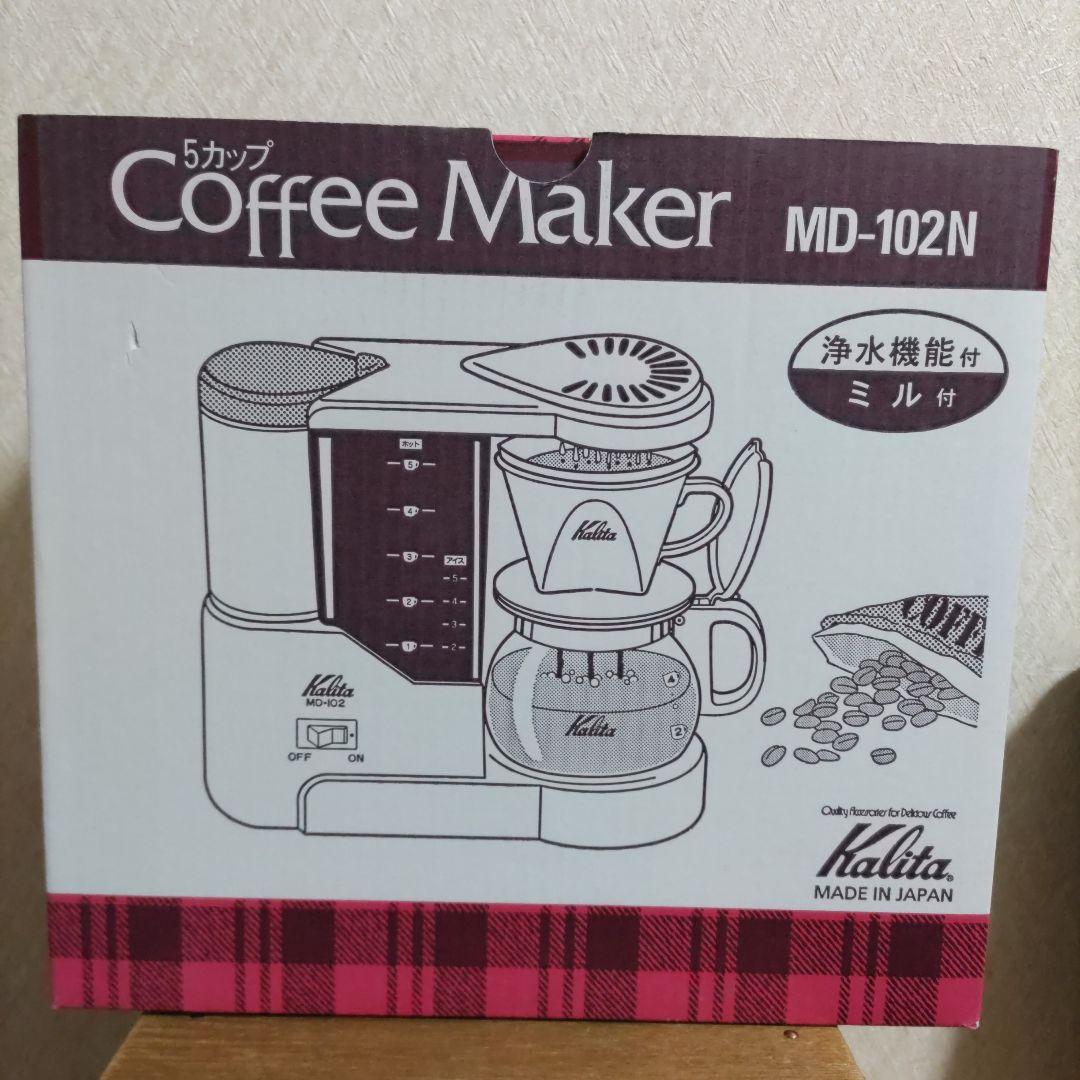 5カップ
Coffee Maker MD-102N
浄水機能付
ミル付
ホット
5
4
3
アイス
5
2
4
3
1
2
Kalita
Kalita
MD-102
OFF ON
4
Kalita
2
COFFE
Quality Accessories for Delicious Coffee
Kalita®
MADE IN JAPAN